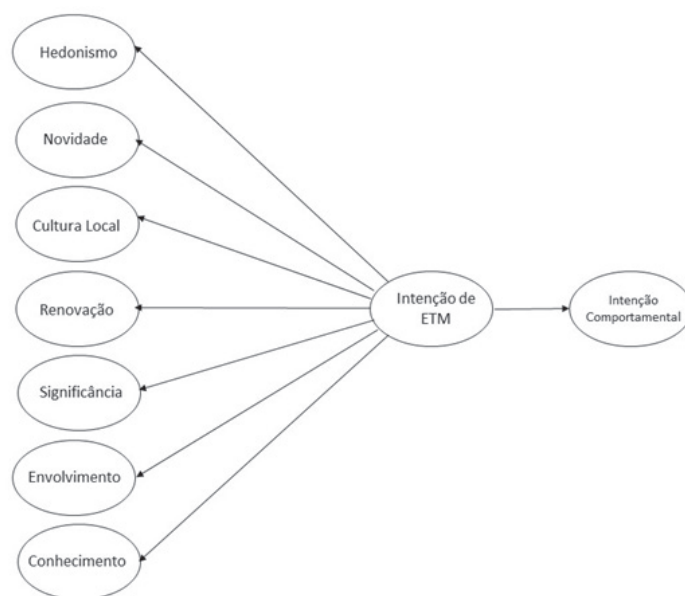 Hedonismo
Novidade
Cultura Local
Renovação
Significância
Envolvimento
Conhecimento
Intenção de
ETM
Intenção
Comportamental